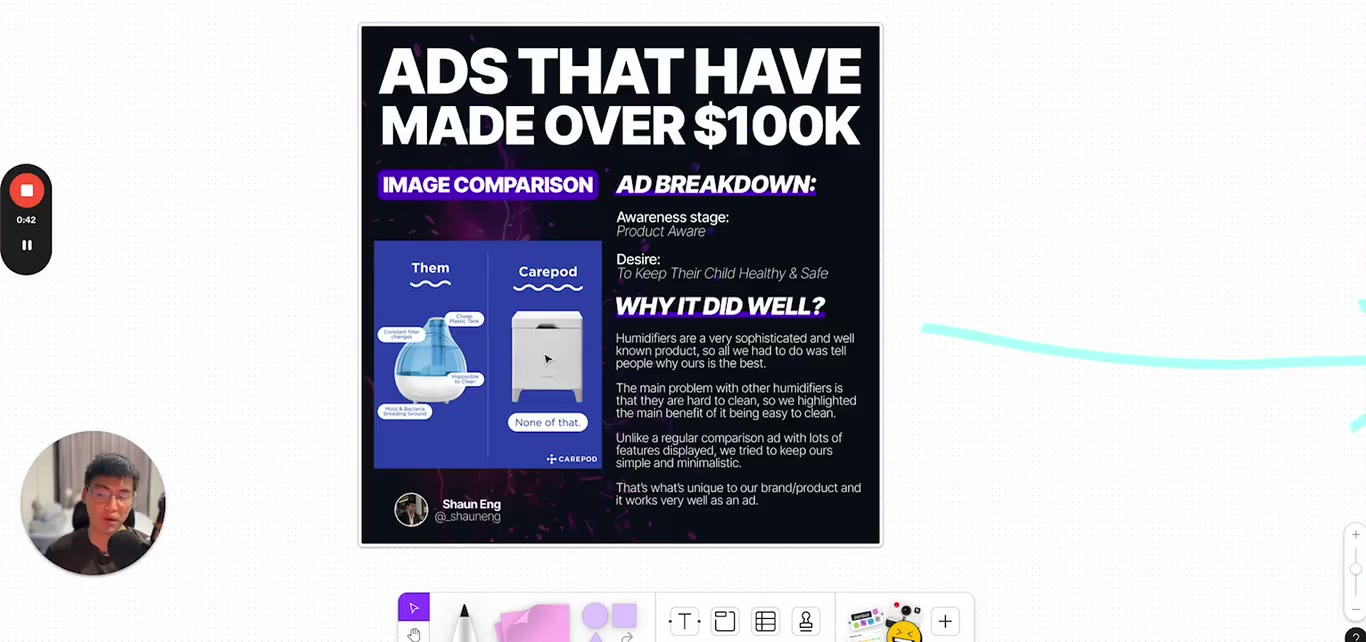 ADS THAT HAVE
MADE OVER $100K
IMAGE COMPARISON
Them
Carepod
Cheap
Plastic Tank
Constant filter
changes
Impossible
to Clean
Mold & Bacteria
Breeding Ground
None of that.
CAREPOD
Shaun Eng
@_shauneng
AD BREAKDOWN:
Awareness stage:
Product Aware
Desire:
To Keep Their Child Healthy & Safe
WHY IT DID WELL?
Humidifiers are a very sophisticated and well
known product, so all we had to do was tell
people why ours is the best.
The main problem with other humidifiers is
that they are hard to clean, so we highlighted
the main benefit of it being easy to clean.
Unlike a regular comparison ad with lots of
features displayed, we tried to keep ours
simple and minimalistic.
That's what's unique to our brand/product and
it works very well as an ad.
0:42
T